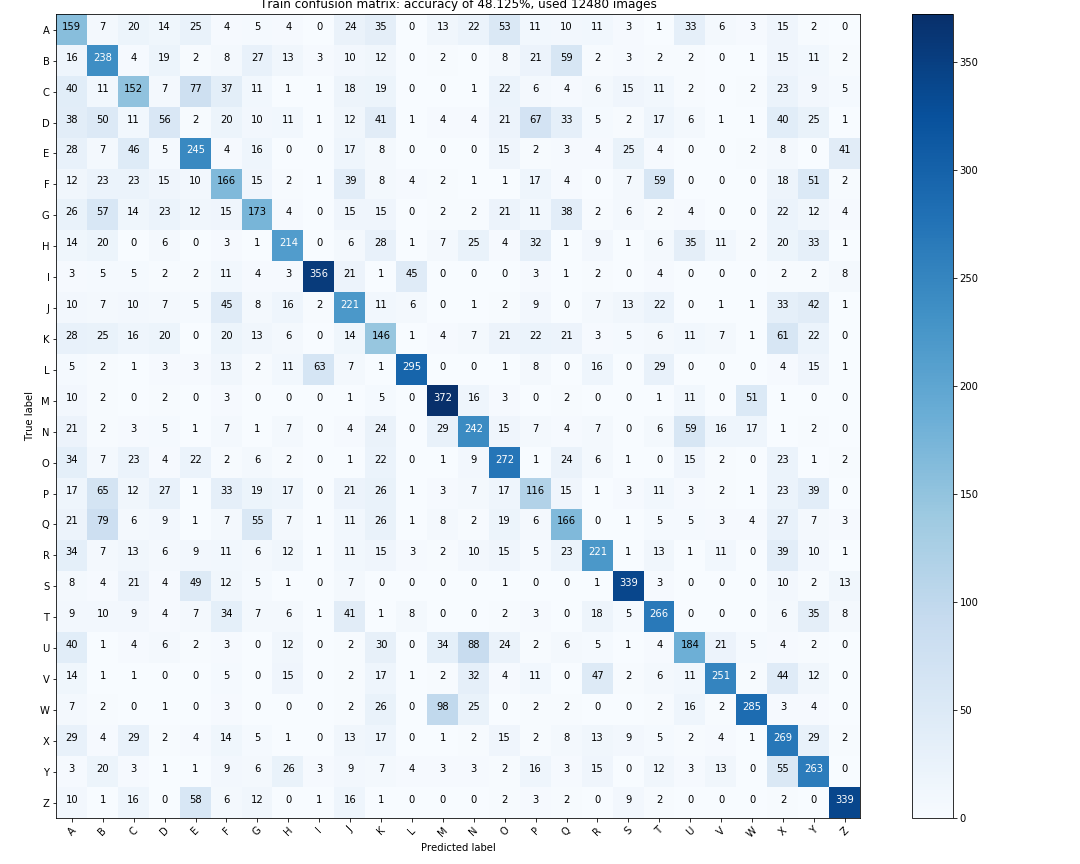 Train confusion matrix: accuracy of 48.125%, used 12480 images
A 159 7 20 14 25 4 5 4 0 24 35 0 13 22 53 11 10 11 3 1 33 6 3 15 2 0
B 16 238 4 19 2 8 27 13 3 10 12 0 2 0 8 21 59 2 3 2 2 0 1 15 11 2
C 40 11 152 7 77 37 11 1 1 18 19 0 0 1 22 6 4 6 15 11 2 0 2 23 9 5
D 38 50 11 56 2 20 10 11 1 12 41 1 4 4 21 67 33 5 2 17 6 1 1 40 25 1
E 28 7 46 5 245 4 16 0 0 17 8 0 0 0 15 2 3 4 25 4 0 0 2 8 0 41
F 12 23 23 15 10 166 15 2 1 39 8 4 2 1 1 17 4 0 7 59 0 0 0 18 51 2
G 26 57 14 23 12 15 173 4 0 15 15 0 2 2 21 11 38 2 6 2 4 0 0 22 12 4
H 14 20 0 6 0 3 1 214 0 6 28 1 7 25 4 32 1 9 1 6 35 11 2 20 33 1
I 3 5 5 2 2 11 4 3 356 21 1 45 0 0 0 3 1 2 0 4 0 0 0 2 2 8
J 10 7 10 7 5 45 8 16 2 221 11 6 0 1 2 9 0 7 13 22 0 1 1 33 42 1
K 28 25 16 20 0 20 13 6 0 14 146 1 4 7 21 22 21 3 5 6 11 7 1 61 22 0
L 5 2 1 3 3 13 2 11 63 7 1 295 0 0 1 8 0 16 0 29 0 0 0 4 15 1
M 10 2 0 2 0 3 0 0 0 1 5 0 372 16 3 0 2 0 0 1 11 0 51 1 0 0
N 21 2 3 5 1 7 1 7 0 4 24 0 29 242 15 7 4 7 0 6 59 16 17 1 2 0
O 34 7 23 4 22 2 6 2 0 1 22 0 1 9 272 1 24 6 1 0 15 2 0 23 1 2
P 17 65 12 27 1 33 19 17 0 21 26 1 3 7 17 116 15 1 3 11 3 2 1 23 39 0
Q 21 79 6 9 1 7 55 7 1 11 26 1 8 2 19 6 166 0 1 5 5 3 4 27 7 3
R 34 7 13 6 9 11 6 12 1 11 15 3 2 10 15 5 23 221 1 13 1 11 0 39 10 1
S 8 4 21 4 49 12 5 1 0 7 0 0 0 0 1 0 0 1 339 3 0 0 0 10 2 13
T 9 10 9 4 7 34 7 6 1 41 1 8 0 0 2 3 0 18 5 266 0 0 0 6 35 8
U 40 1 4 6 2 3 0 12 0 2 30 0 34 88 24 2 6 5 1 4 184 21 5 4 2 0
V 14 1 1 0 0 5 0 15 0 2 17 1 2 32 4 11 0 47 2 6 11 251 2 44 12 0
W 7 2 0 1 0 3 0 0 0 2 26 0 98 25 0 2 2 0 0 2 16 2 285 3 4 0
X 29 4 29 2 4 14 5 1 0 13 17 0 1 2 15 2 8 13 9 5 2 4 1 269 29 2
Y 3 20 3 1 1 9 6 26 3 9 7 4 3 3 2 16 3 15 0 12 3 13 0 55 263 0
Z 10 1 16 0 58 6 12 0 1 16 1 0 0 0 2 3 2 0 9 2 0 0 0 2 0 339
A B C D E F G H I J K L M N O P Q R S T U V W X Y Z
True label
Predicted label
350
300
250
200
150
100
50
0